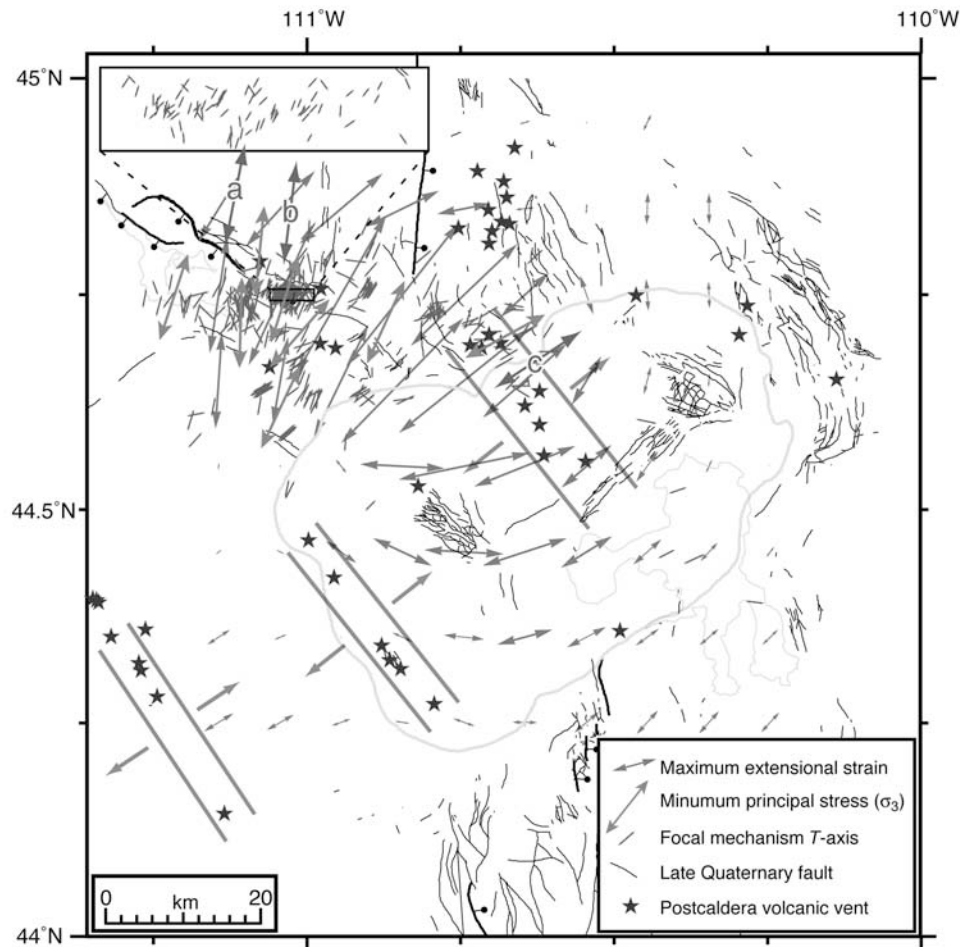 111°W
110°W
45°N
a
b
c
44.5°N
44°N
Maximum extensional strain
Minumum principal stress (σ3)
Focal mechanism T-axis
Late Quaternary fault
Postcaldera volcanic vent
0 20
km